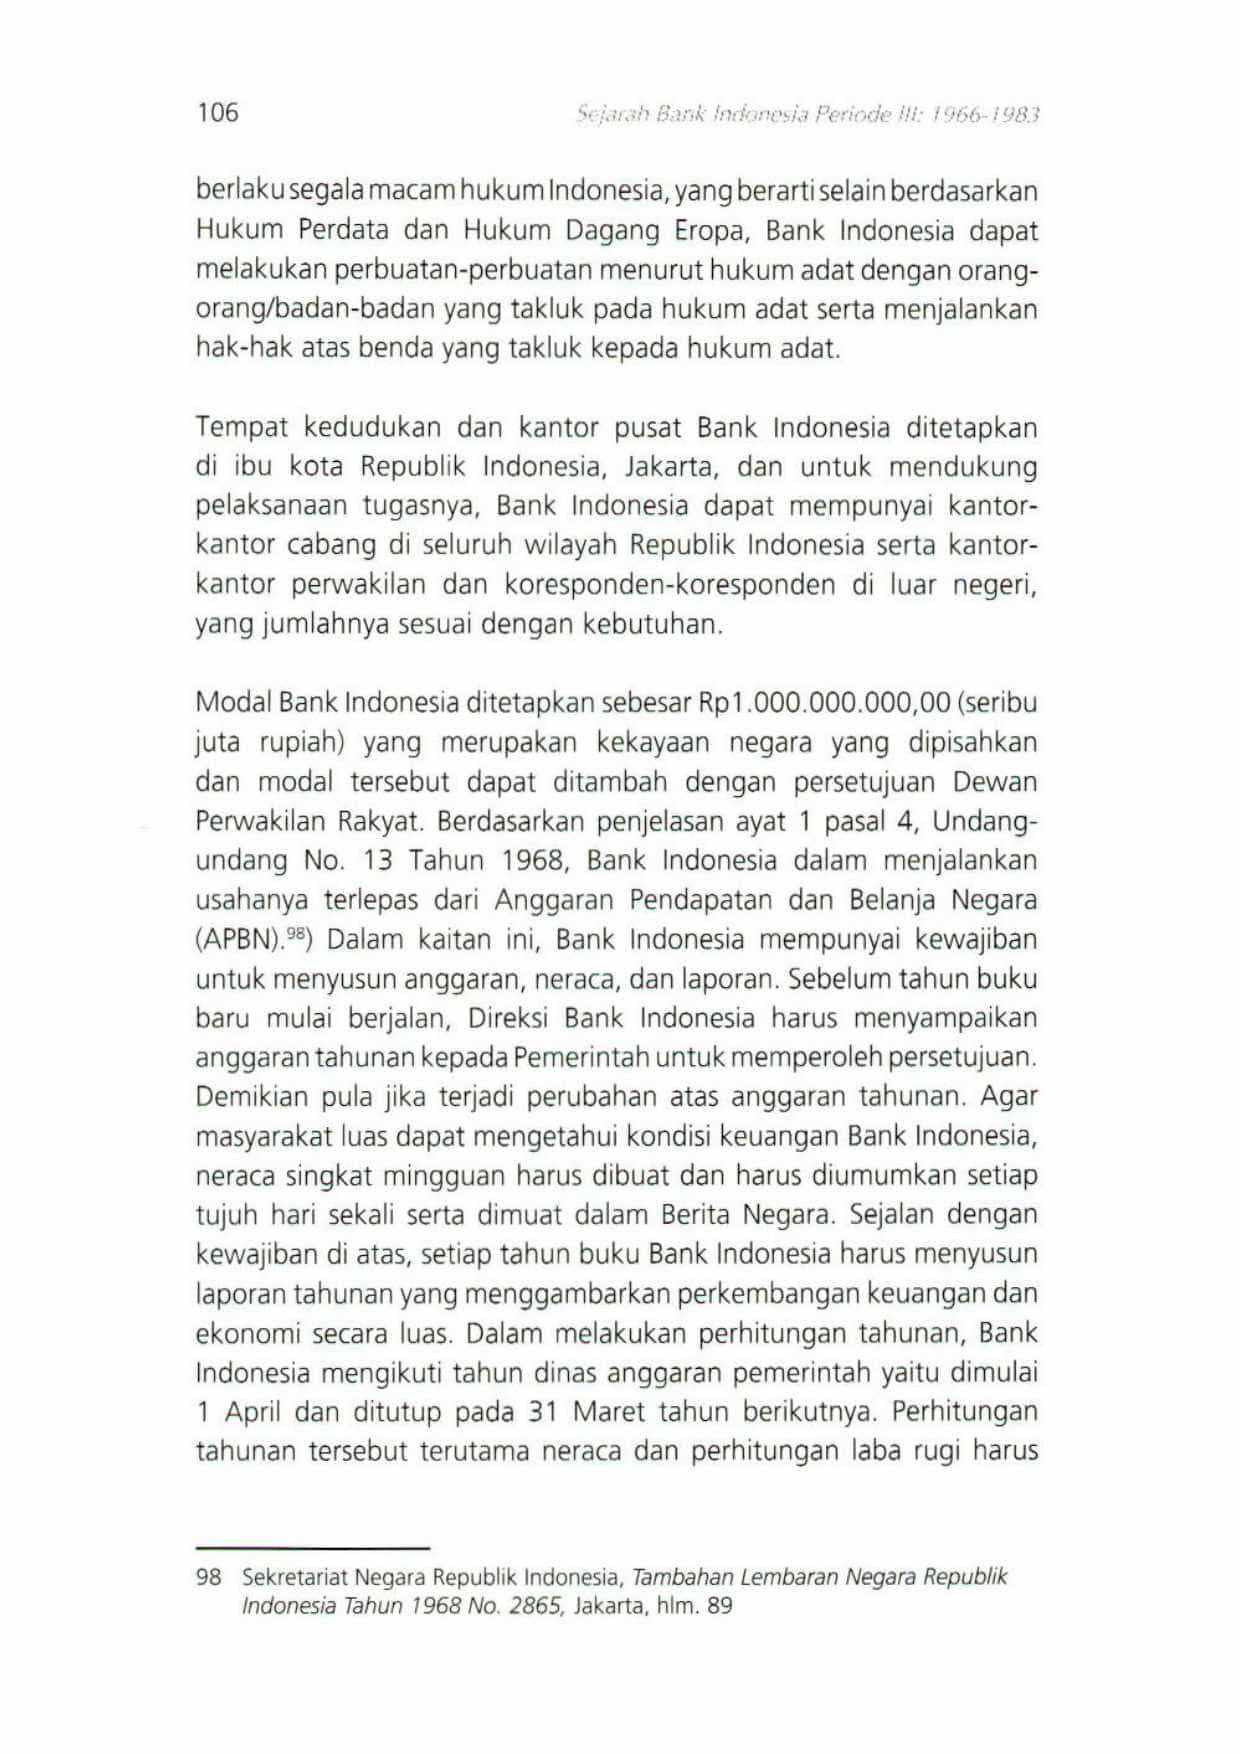 106
Sejarah Bank Indonesia Periode III: 1966-1983
berlaku segala macam hukum Indonesia, yang berarti selain berdasarkan
Hukum Perdata dan Hukum Dagang Eropa, Bank Indonesia dapat
melakukan perbuatan-perbuatan menurut hukum adat dengan orang-
orang/badan-badan yang takluk pada hukum adat serta menjalankan
hak-hak atas benda yang takluk kepada hukum adat.
Tempat kedudukan dan kantor pusat Bank Indonesia ditetapkan
di ibu kota Republik Indonesia, Jakarta, dan untuk mendukung
pelaksanaan tugasnya, Bank Indonesia dapat mempunyai kantor-
kantor cabang di seluruh wilayah Republik Indonesia serta kantor-
kantor perwakilan dan koresponden-koresponden di luar negeri,
yang jumlahnya sesuai dengan kebutuhan.
Modal Bank Indonesia ditetapkan sebesar Rp1.000.000.000,00 (seribu
juta rupiah) yang merupakan kekayaan negara yang dipisahkan
dan modal tersebut dapat ditambah dengan persetujuan Dewan
Perwakilan Rakyat. Berdasarkan penjelasan ayat 1 pasal 4, Undang-
undang No. 13 Tahun 1968, Bank Indonesia dalam menjalankan
usahanya terlepas dari Anggaran Pendapatan dan Belanja Negara
(APBN).⁹⁸) Dalam kaitan ini, Bank Indonesia mempunyai kewajiban
untuk menyusun anggaran, neraca, dan laporan. Sebelum tahun buku
baru mulai berjalan, Direksi Bank Indonesia harus menyampaikan
anggaran tahunan kepada Pemerintah untuk memperoleh persetujuan.
Demikian pula jika terjadi perubahan atas anggaran tahunan. Agar
masyarakat luas dapat mengetahui kondisi keuangan Bank Indonesia,
neraca singkat mingguan harus dibuat dan harus diumumkan setiap
tujuh hari sekali serta dimuat dalam Berita Negara. Sejalan dengan
kewajiban di atas, setiap tahun buku Bank Indonesia harus menyusun
laporan tahunan yang menggambarkan perkembangan keuangan dan
ekonomi secara luas. Dalam melakukan perhitungan tahunan, Bank
Indonesia mengikuti tahun dinas anggaran pemerintah yaitu dimulai
1 April dan ditutup pada 31 Maret tahun berikutnya. Perhitungan
tahunan tersebut terutama neraca dan perhitungan laba rugi harus
98 Sekretariat Negara Republik Indonesia, Tambahan Lembaran Negara Republik
Indonesia Tahun 1968 No. 2865, Jakarta, hlm. 89